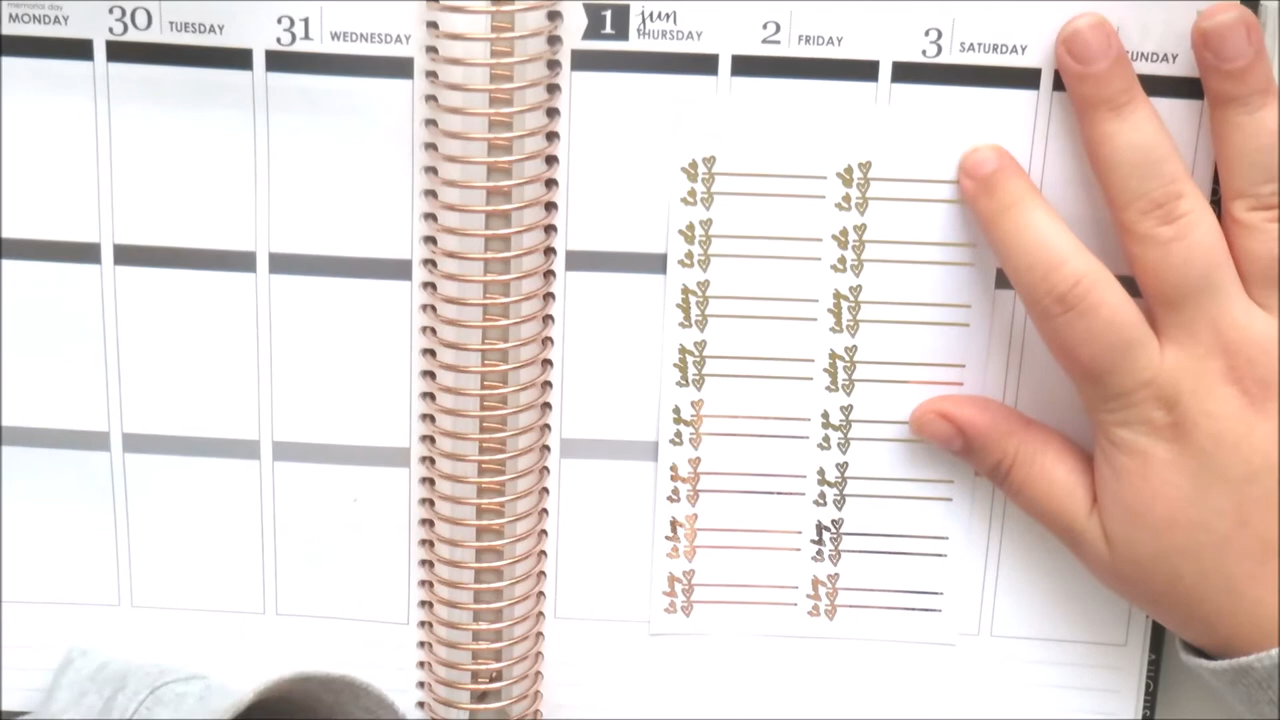 memorial day
MONDAY
30 TUESDAY
31 WEDNESDAY
1 jun
THURSDAY
2 FRIDAY
3 SATURDAY
SUNDAY
to do
to do
to do
to do
today
today
today
today
to go
to go
to go
to go
to buy
to buy
to buy
to buy